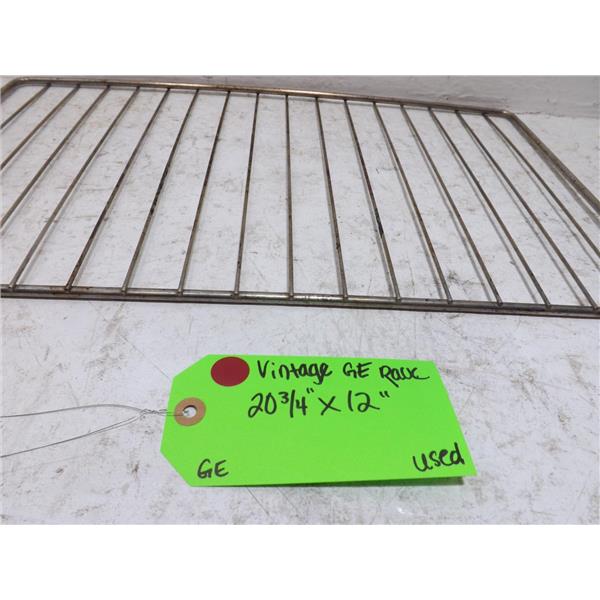 Vintage GE Rack
20 3/4" x 12"
GE
used